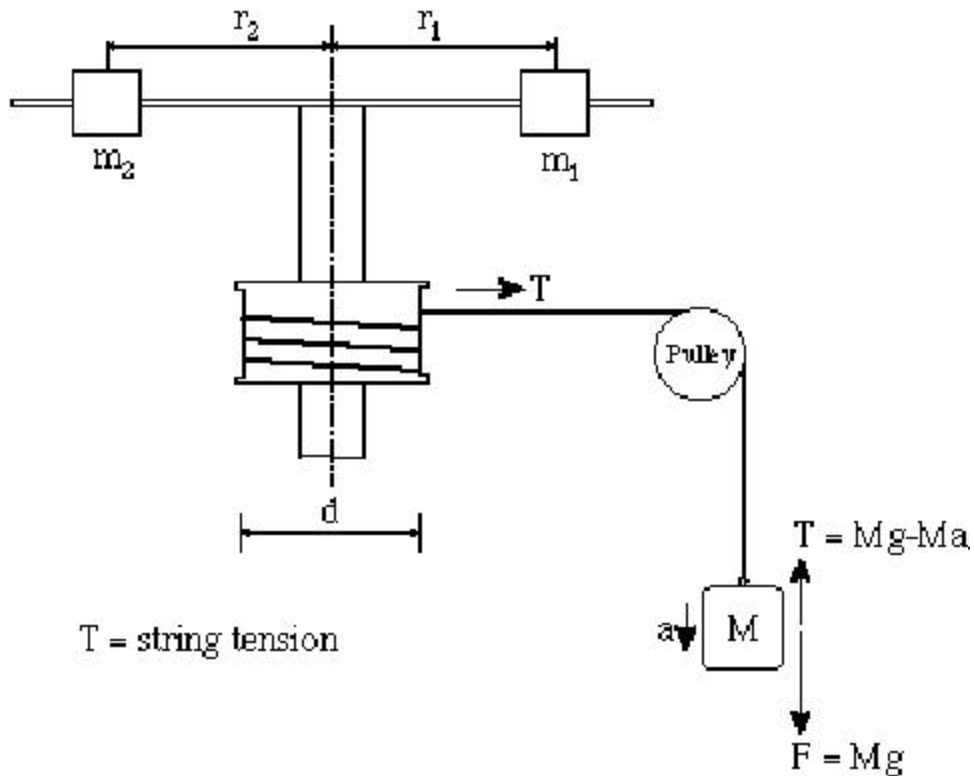 r₂ r₁
m₂ m₁
T
Pulley
d
T = Mg-Ma
T = string tension
a M
F = Mg